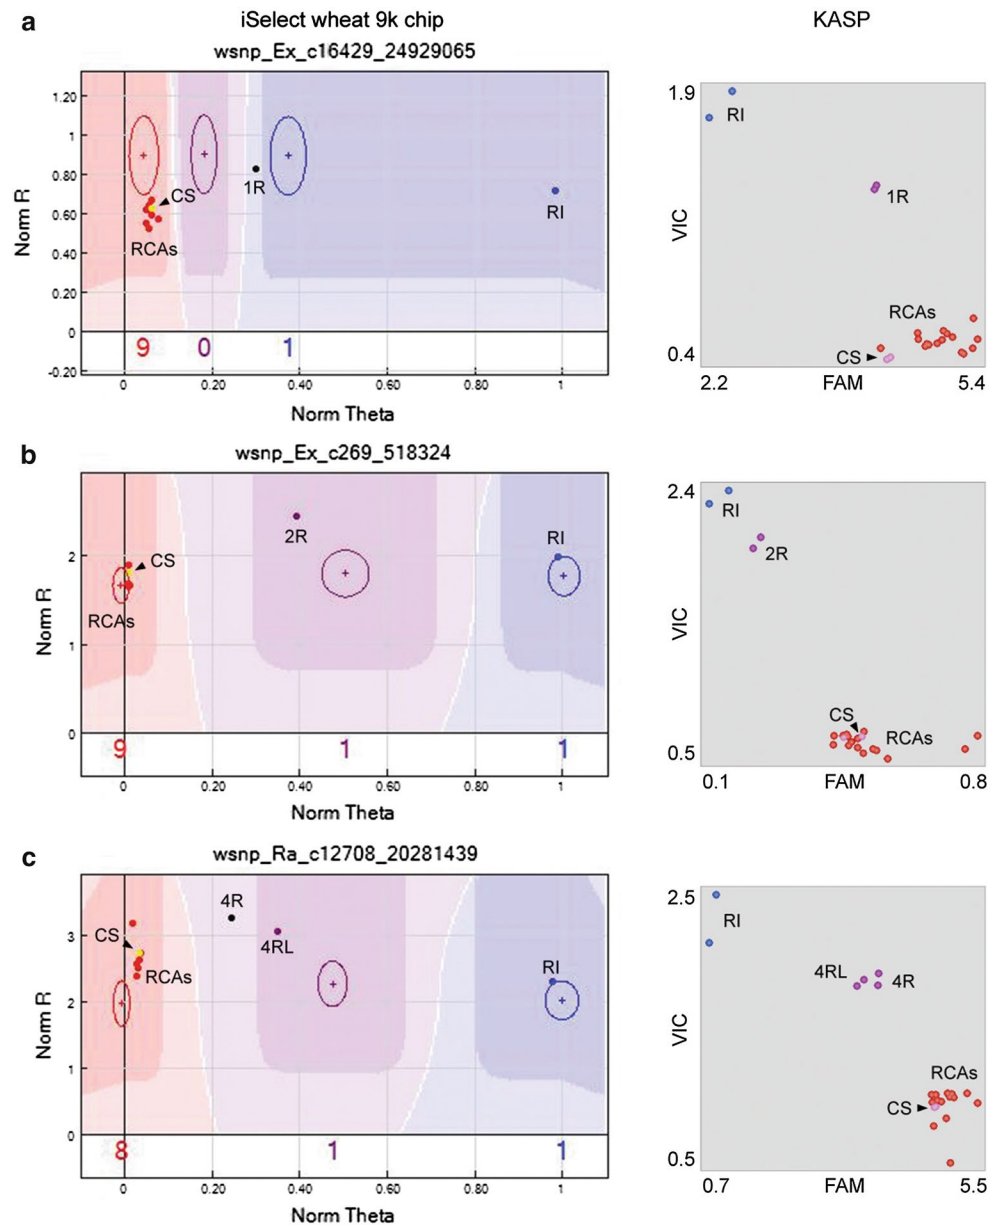 a
iSelect wheat 9k chip
KASP
wsnp_Ex_c16429_24929065
1.20
1
0.80
0.60
0.40
0.20
0
-0.20
Norm R
CS
RCAs
1R
RI
9
0
1
0
0.20
0.40
0.60
0.80
1
Norm Theta
1.9
RI
1R
VIC
RCAs
CS
0.4
2.2
FAM
5.4
b
wsnp_Ex_c269_518324
2
1
0
Norm R
CS
RCAs
2R
RI
9
1
1
0
0.20
0.40
0.60
0.80
1
Norm Theta
2.4
RI
2R
VIC
CS
RCAs
0.5
0.1
FAM
0.8
c
wsnp_Ra_c12708_20281439
3
2
1
0
Norm R
CS
RCAs
4R
4RL
RI
8
1
1
0
0.20
0.40
0.60
0.80
1
Norm Theta
2.5
RI
4RL
4R
VIC
RCAs
CS
0.5
0.7
FAM
5.5